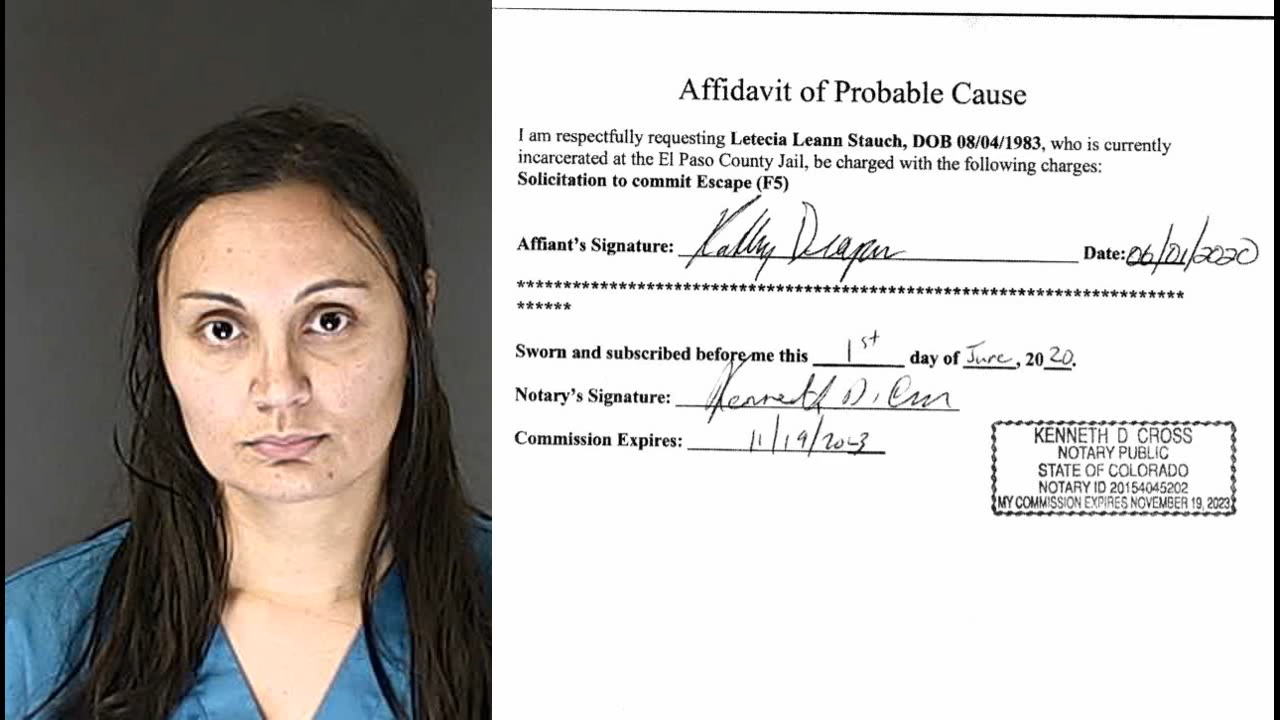 Affidavit of Probable Cause
I am respectfully requesting Letecia Leann Stauch, DOB 08/04/1983, who is currently
incarcerated at the El Paso County Jail, be charged with the following charges:
Solicitation to commit Escape (F5)
Affiant's Signature: Kathy Draper Date: 06/01/2020
****************************************************************************
******
Sworn and subscribed before me this 1st day of June, 2020.
Notary's Signature: Kenneth D. Cross
Commission Expires: 11/19/2023
KENNETH D CROSS
NOTARY PUBLIC
STATE OF COLORADO
NOTARY ID 20154045202
MY COMMISSION EXPIRES NOVEMBER 19, 2023